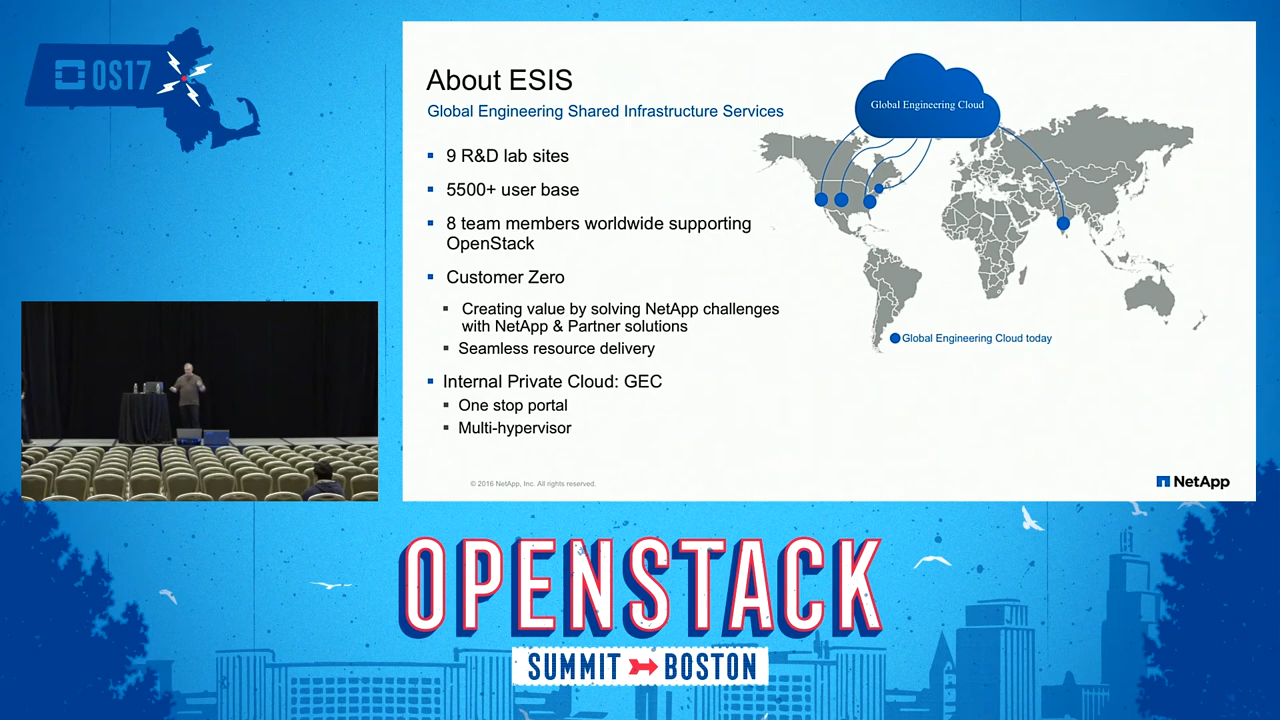 OS17
About ESIS
Global Engineering Shared Infrastructure Services
9 R&D lab sites
5500+ user base
8 team members worldwide supporting
OpenStack
Customer Zero
Creating value by solving NetApp challenges
with NetApp & Partner solutions
Seamless resource delivery
Internal Private Cloud: GEC
One stop portal
Multi-hypervisor
Global Engineering Cloud
Global Engineering Cloud today
© 2016 NetApp, Inc. All rights reserved.
NetApp
OPENSTACK
SUMMIT BOSTON